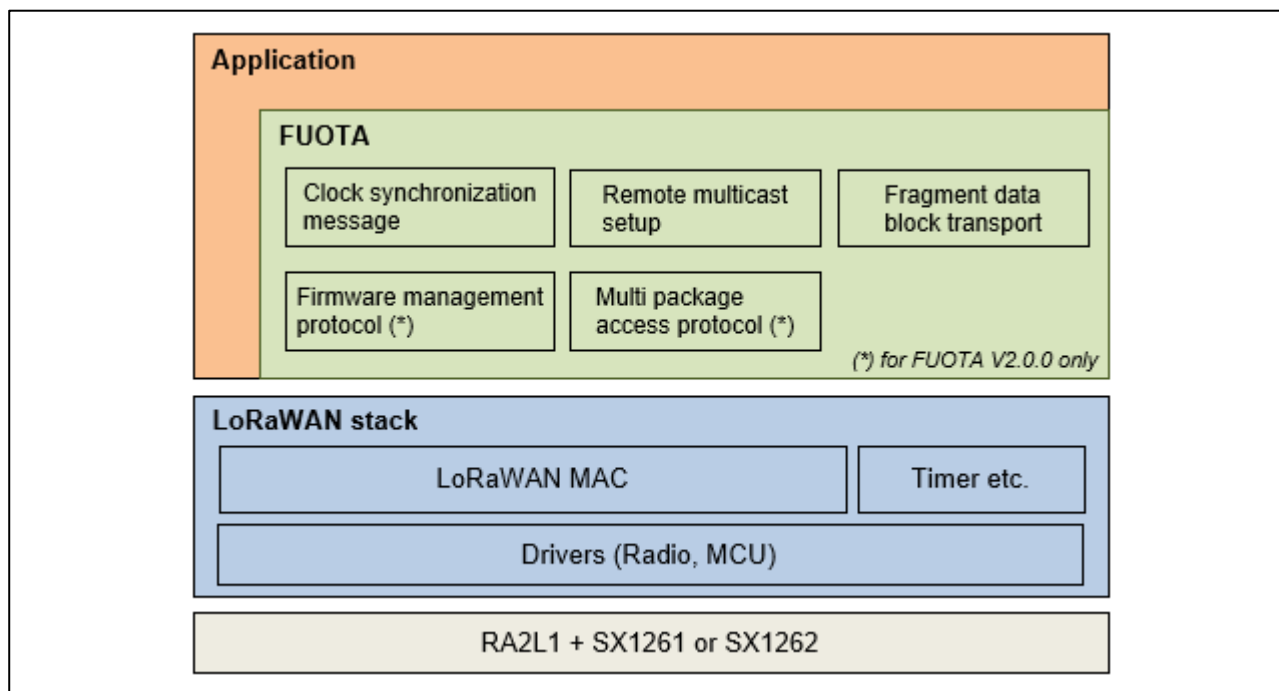 Application
FUOTA
Clock synchronization
message
Remote multicast
setup
Fragment data
block transport
Firmware management
protocol (*)
Multi package
access protocol (*)
(*) for FUOTA V2.0.0 only
LoRaWAN stack
LoRaWAN MAC
Timer etc.
Drivers (Radio, MCU)
RA2L1 + SX1261 or SX1262